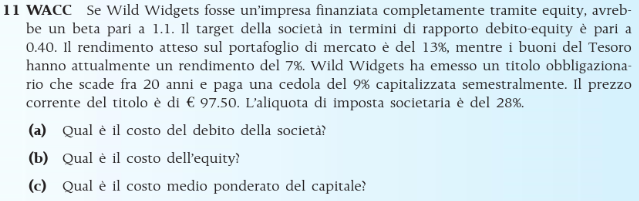 11 WACC Se Wild Widgets fosse un'impresa finanziata completamente tramite equity, avreb-
be un beta pari a 1.1. Il target della società in termini di rapporto debito-equity è pari a
0.40. Il rendimento atteso sul portafoglio di mercato è del 13%, mentre i buoni del Tesoro
hanno attualmente un rendimento del 7%. Wild Widgets ha emesso un titolo obbligaziona-
rio che scade fra 20 anni e paga una cedola del 9% capitalizzata semestralmente. Il prezzo
corrente del titolo è di € 97.50. L'aliquota di imposta societaria è del 28%.
(a) Qual è il costo del debito della società?
(b) Qual è il costo dell'equity?
(c) Qual è il costo medio ponderato del capitale?